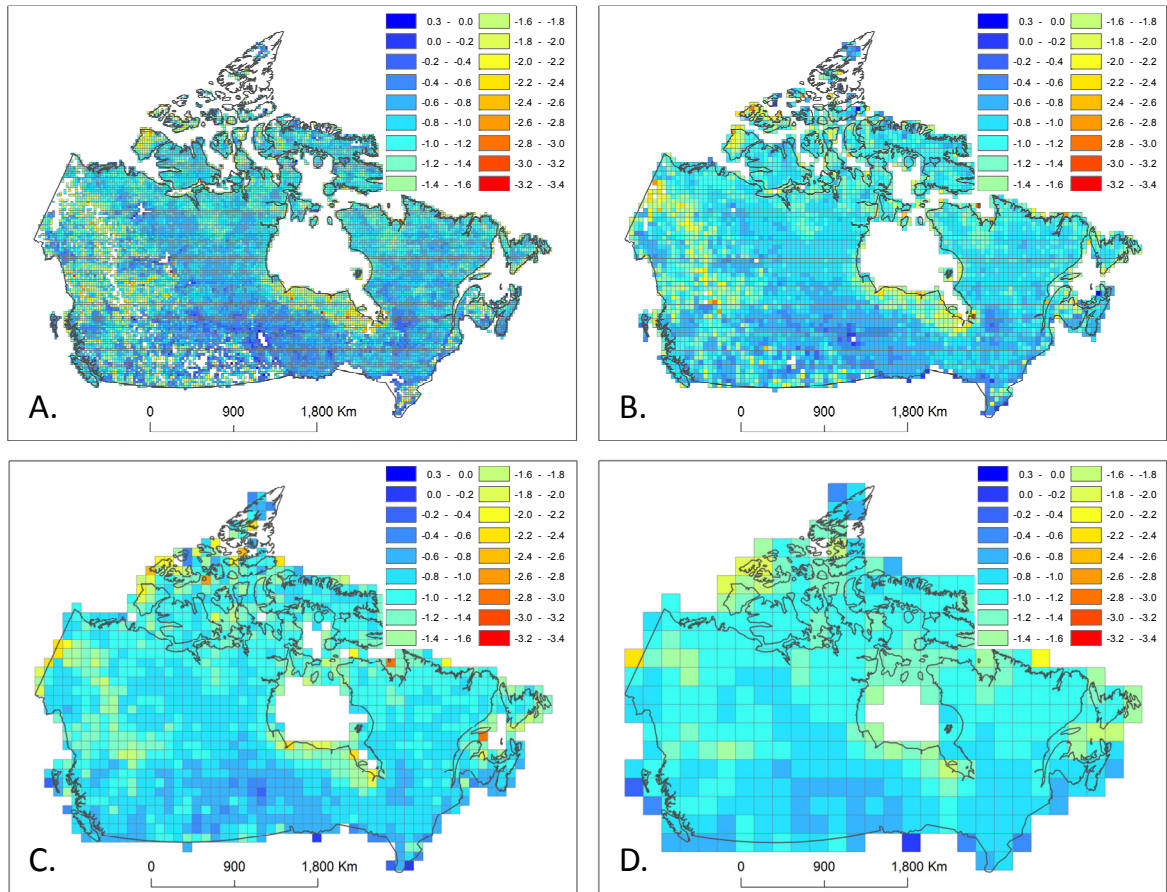 0.3 - 0.0 -1.6 - -1.8
0.0 - -0.2 -1.8 - -2.0
-0.2 - -0.4 -2.0 - -2.2
-0.4 - -0.6 -2.2 - -2.4
-0.6 - -0.8 -2.4 - -2.6
-0.8 - -1.0 -2.6 - -2.8
-1.0 - -1.2 -2.8 - -3.0
-1.2 - -1.4 -3.0 - -3.2
-1.4 - -1.6 -3.2 - -3.4
A.
0 900 1,800 Km
0.3 - 0.0 -1.6 - -1.8
0.0 - -0.2 -1.8 - -2.0
-0.2 - -0.4 -2.0 - -2.2
-0.4 - -0.6 -2.2 - -2.4
-0.6 - -0.8 -2.4 - -2.6
-0.8 - -1.0 -2.6 - -2.8
-1.0 - -1.2 -2.8 - -3.0
-1.2 - -1.4 -3.0 - -3.2
-1.4 - -1.6 -3.2 - -3.4
B.
0 900 1,800 Km
0.3 - 0.0 -1.6 - -1.8
0.0 - -0.2 -1.8 - -2.0
-0.2 - -0.4 -2.0 - -2.2
-0.4 - -0.6 -2.2 - -2.4
-0.6 - -0.8 -2.4 - -2.6
-0.8 - -1.0 -2.6 - -2.8
-1.0 - -1.2 -2.8 - -3.0
-1.2 - -1.4 -3.0 - -3.2
-1.4 - -1.6 -3.2 - -3.4
C.
0 900 1,800 Km
0.3 - 0.0 -1.6 - -1.8
0.0 - -0.2 -1.8 - -2.0
-0.2 - -0.4 -2.0 - -2.2
-0.4 - -0.6 -2.2 - -2.4
-0.6 - -0.8 -2.4 - -2.6
-0.8 - -1.0 -2.6 - -2.8
-1.0 - -1.2 -2.8 - -3.0
-1.2 - -1.4 -3.0 - -3.2
-1.4 - -1.6 -3.2 - -3.4
D.
0 900 1,800 Km